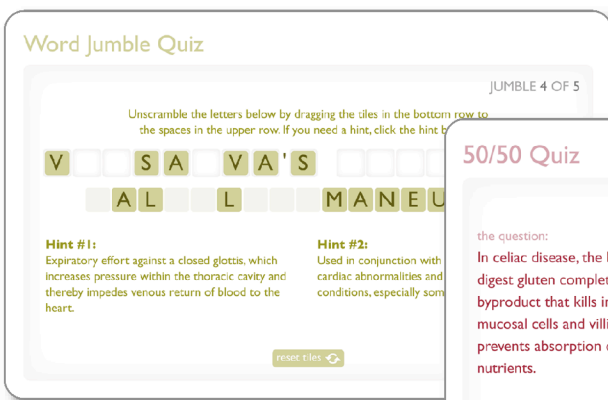 Word Jumble Quiz
JUMBLE 4 OF 5
Unscramble the letters below by dragging the tiles in the bottom row to
the spaces in the upper row. If you need a hint, click the hint b
V SA VA'S
AL L MANEU
Hint #1:
Expiratory effort against a closed glottis, which
increases pressure within the thoracic cavity and
thereby impedes venous return of blood to the
heart.
Hint #2:
Used in conjunction with
cardiac abnormalities and
conditions, especially som
reset tiles
50/50 Quiz
the question:
In celiac disease, the
digest gluten complet
byproduct that kills i
mucosal cells and villi
prevents absorption
nutrients.